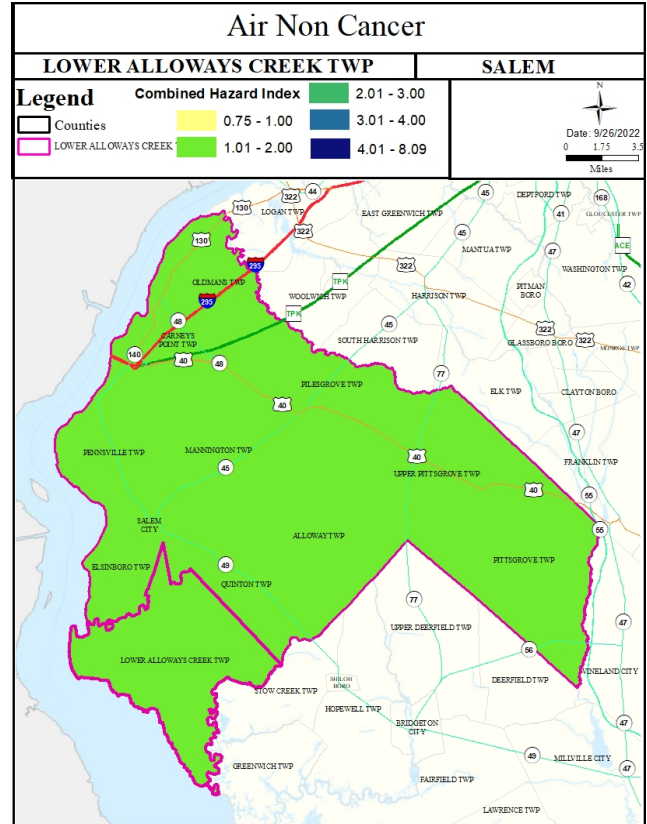 Air Non Cancer
LOWER ALLOWAYS CREEK TWP
SALEM
Legend
Counties
LOWER ALLOWAYS CREEK
Combined Hazard Index
0.75 - 1.00
1.01 - 2.00
2.01 - 3.00
3.01 - 4.00
4.01 - 8.09
N
Date: 9/26/2022
0 1.75 3.5
Miles
44
322
130
LOGAN TWP
322
45
DEPTFORD TWP
168
EAST GREENWICH TWP
41
GLOUCESTER TWP
130
45
MANTUA TWP
47
ACE
295
322
WASHINGTON TWP
OLDMANS TWP
TPK
42
295
WOOLWICH TWP
HARRISON TWP
PITMAN
BORO
TPK
48
45
322
CARNEYS
POINT TWP
SOUTH HARRISON TWP
GLASSBORO BORO
322
MONROE TWP
140
40
48
77
PILESGROVE TWP
ELK TWP
CLAYTON BORO
40
47
PENNSVILLE TWP
MANNINGTON TWP
40
FRANKLIN TWP
45
UPPER PITTSGROVE TWP
40
55
SALEM
CITY
55
ALLOWAY TWP
ELSINBORO TWP
49
PITTSGROVE TWP
QUINTON TWP
77
47
UPPER DEERFIELD TWP
56
LOWER ALLOWAYS CREEK TWP
VINELAND CITY
SHILOH
BORO
DEERFIELD TWP
STOW CREEK TWP
HOPEWELL TWP
BRIDGETON
CITY
47
49
MILLVILLE CITY
GREENWICH TWP
47
FAIRFIELD TWP
LAWRENCE TWP